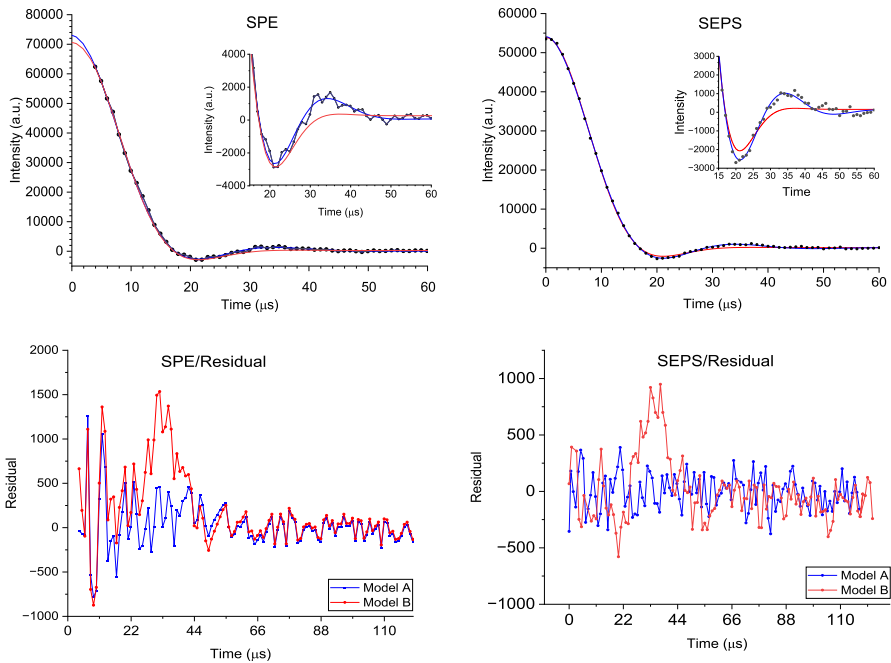 SPE
Intensity (a.u.)
80000
70000
60000
50000
40000
30000
20000
10000
0
0 10 20 30 40 50 60
Time (μs)
Intensity (a.u.)
4000
2000
0
−2000
−4000
20 30 40 50 60
Time (μs)
SEPS
Intensity (a.u.)
60000
50000
40000
30000
20000
10000
0
0 10 20 30 40 50 60
Time (μs)
Intensity
3000
2000
1000
0
−1000
−2000
−3000
15 20 25 30 35 40 45 50 55 60
Time
SPE/Residual
Residual
2000
1500
1000
500
0
−500
−1000
0 22 44 66 88 110
Time (μs)
Model A
Model B
SEPS/Residual
Residual
1000
500
0
−500
−1000
0 22 44 66 88 110
Time (μs)
Model A
Model B